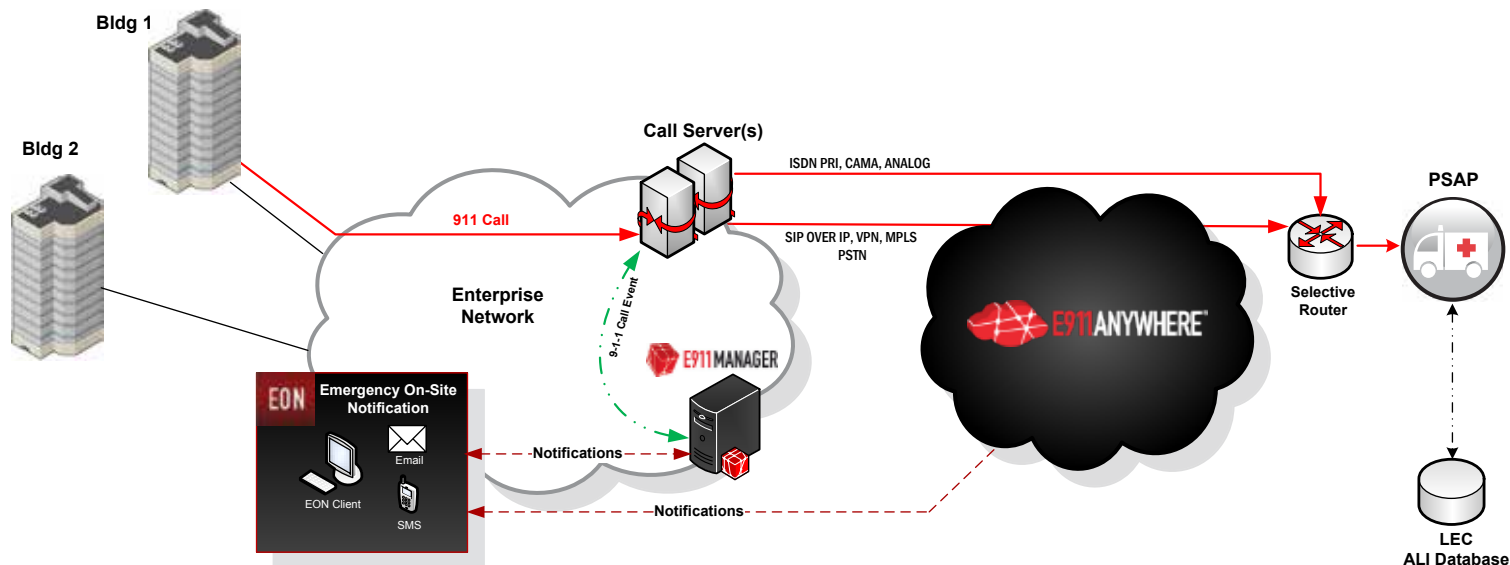 Bldg 1
Bldg 2
Call Server(s)
ISDN PRI, CAMA, ANALOG
911 Call
SIP OVER IP, VPN, MPLS
PSTN
PSAP
Selective
Router
Enterprise
Network
9-1-1 Call Event
E911MANAGER
E911ANYWHERE
EON
Emergency On-Site
Notification
Email
EON Client
SMS
Notifications
Notifications
LEC
ALI Database